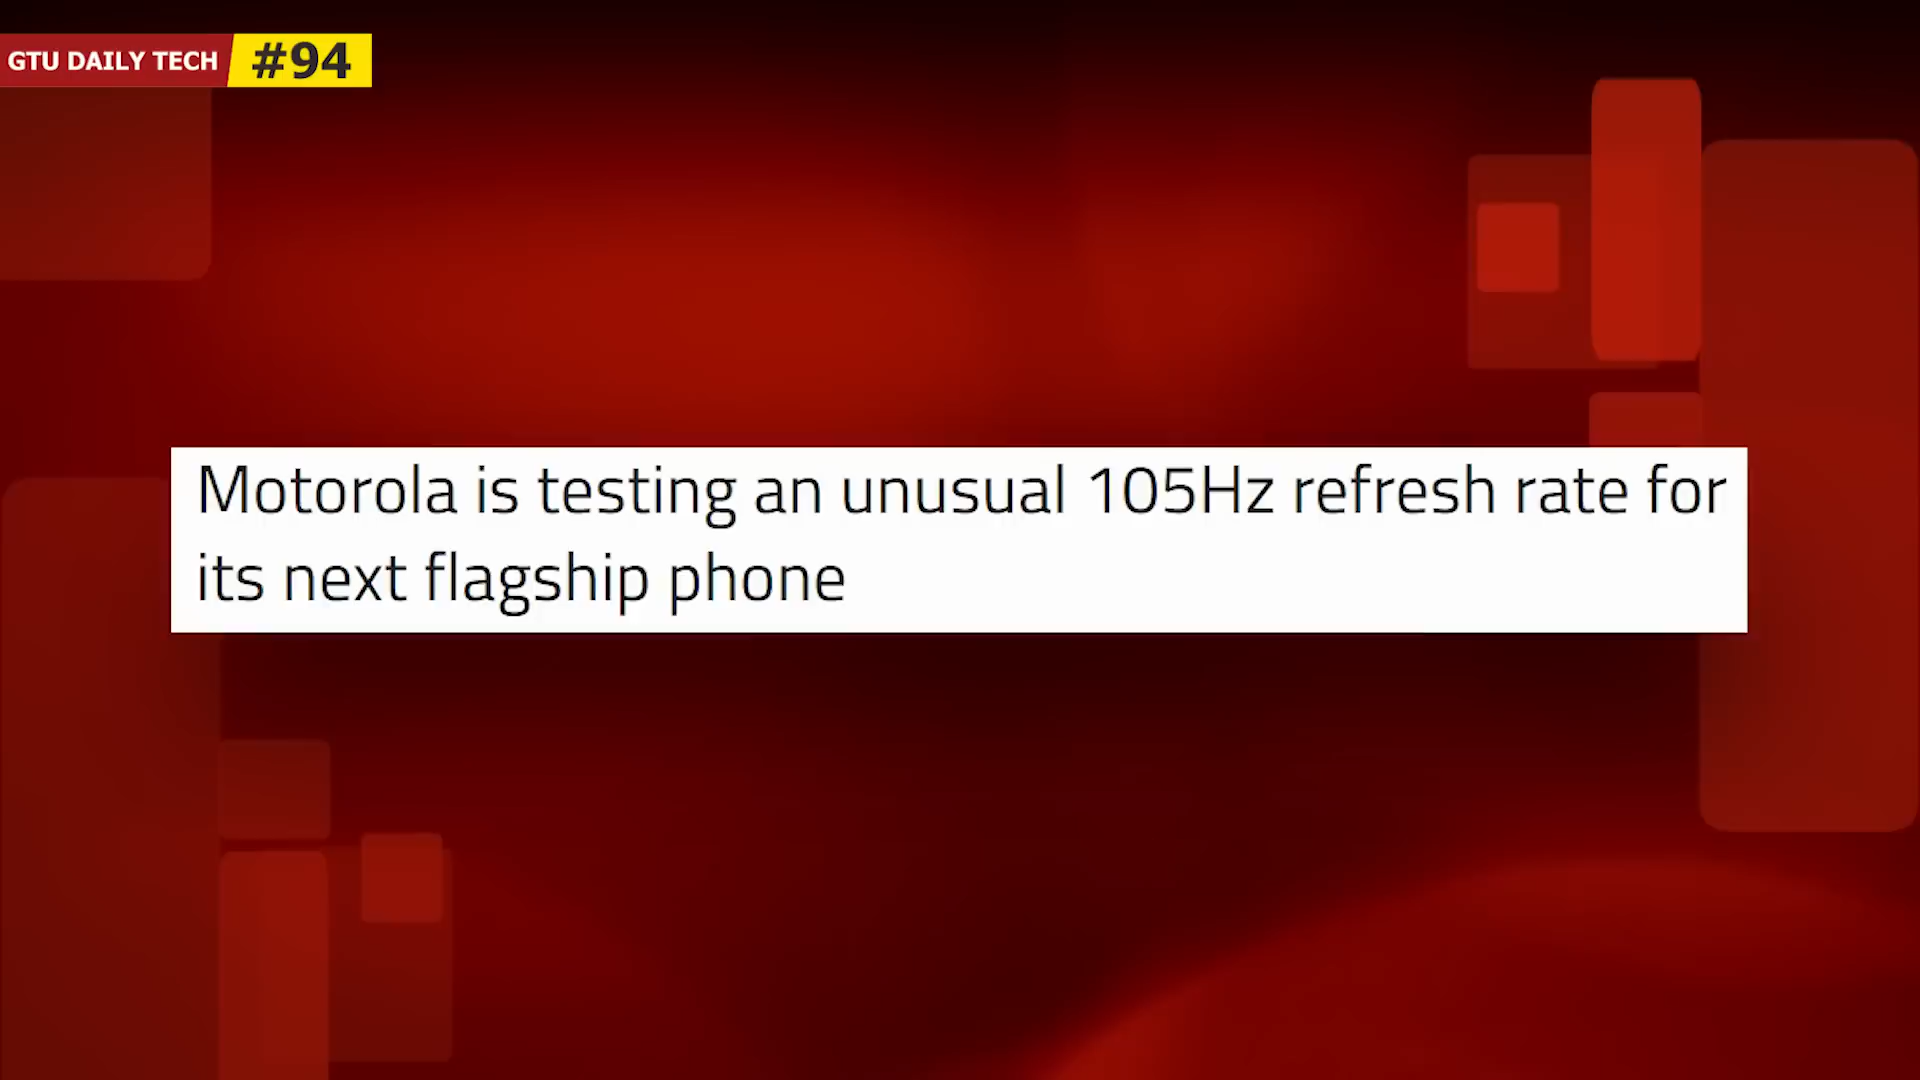 GTU DAILY TECH #94
Motorola is testing an unusual 105Hz refresh rate for
its next flagship phone